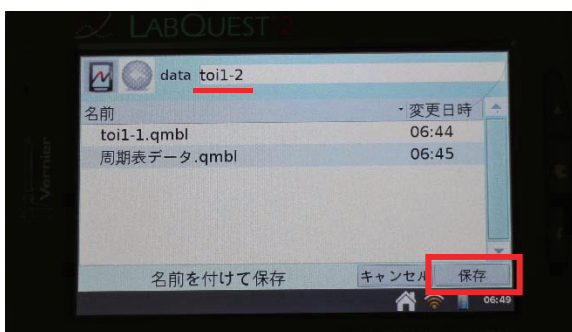 LABQUEST 2
data toi1-2
名前 変更日時
toi1-1.qmbl 06:44
周期表データ.qmbl 06:45
名前を付けて保存 キャンセル 保存
06:49
Vernier